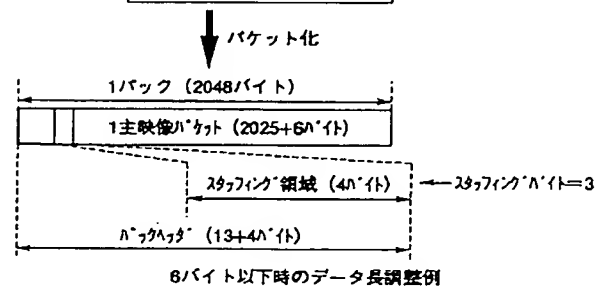 パケット化
1パック (2048バイト)
1主映像パケット (2025+6バイト)
スタッフィング領域 (4バイト)
スタッフィングバイト=3
パックヘッダ (13+4バイト)
6バイト以下時のデータ長調整例